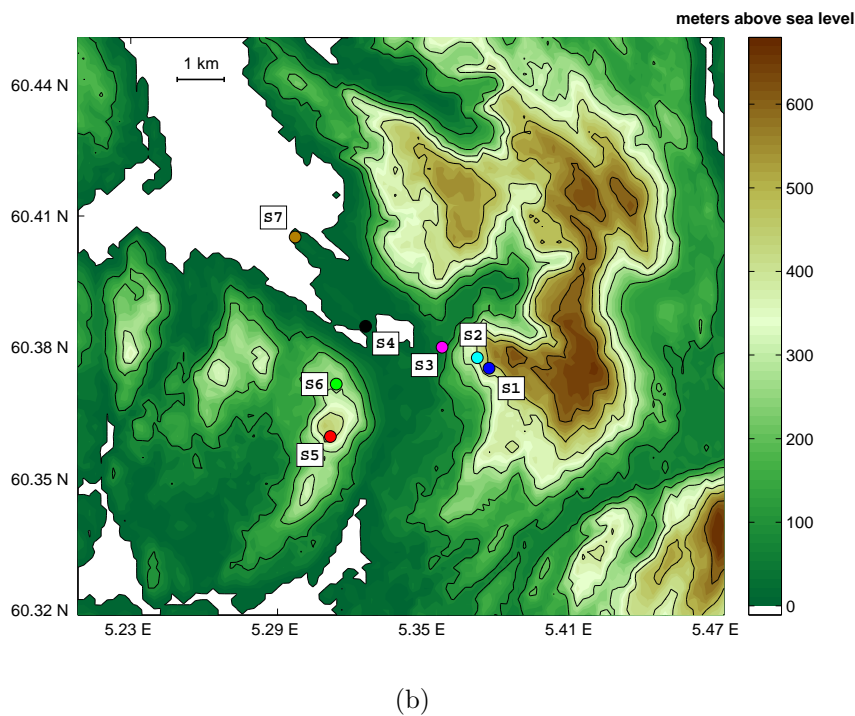 meters above sea level
1 km
60.44 N
60.41 N
60.38 N
60.35 N
60.32 N
S7
S4
S3
S2
S1
S6
S5
600
500
400
300
200
100
0
5.23 E
5.29 E
5.35 E
5.41 E
5.47 E
(b)